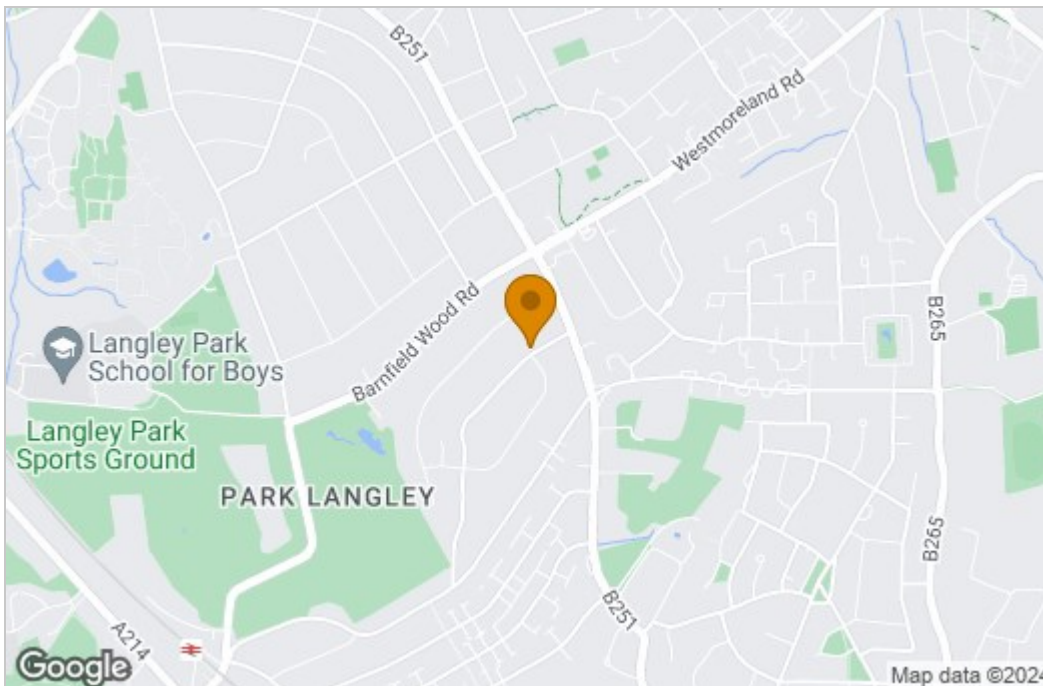 B251
Westmoreland Rd
Barnfield Wood Rd
B265
Langley Park
School for Boys
Langley Park
Sports Ground
PARK LANGLEY
B265
B251
A214
Google
Map data ©2024